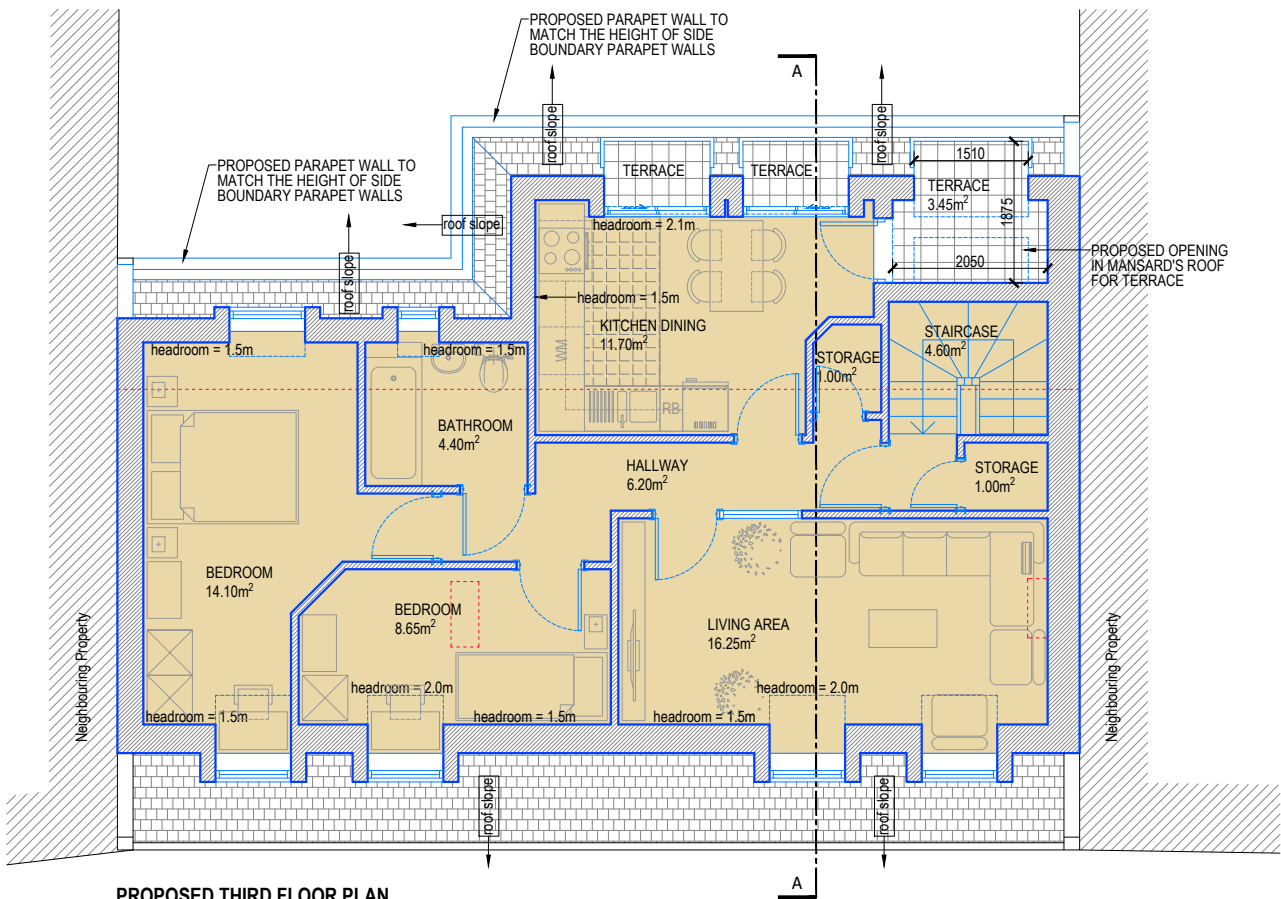 PROPOSED PARAPET WALL TO
MATCH THE HEIGHT OF SIDE
BOUNDARY PARAPET WALLS
A
roof slope
roof slope
PROPOSED PARAPET WALL TO
MATCH THE HEIGHT OF SIDE
BOUNDARY PARAPET WALLS
TERRACE
TERRACE
1510
TERRACE
3.45m²
1875
roof slope
roof slope
headroom = 2.1m
PROPOSED OPENING
IN MANSARD'S ROOF
FOR TERRACE
2050
headroom = 1.5m
KITCHEN DINING
11.70m²
STAIRCASE
4.60m²
headroom = 1.5m
headroom = 1.5m
WM
STORAGE
1.00m²
RB
BATHROOM
4.40m²
HALLWAY
6.20m²
STORAGE
1.00m²
BEDROOM
14.10m²
BEDROOM
8.65m²
LIVING AREA
16.25m²
Neighbouring Property
Neighbouring Property
headroom = 2.0m
headroom = 2.0m
headroom = 1.5m
headroom = 1.5m
headroom = 1.5m
roof slope
roof slope
A
PROPOSED THIRD FLOOR PLAN